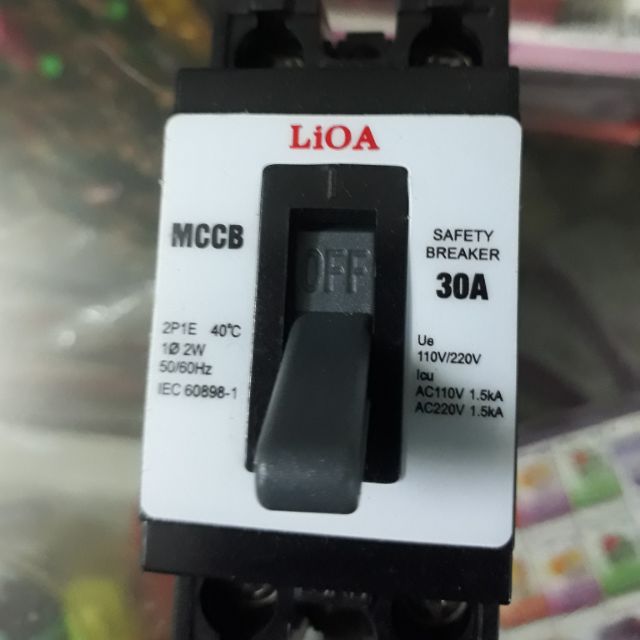 LiOA
MCCB
SAFETY
BREAKER
30A
OFF
2P1E 40°C
1Ø 2W
50/60Hz
IEC 60898-1
Ue
110V/220V
Icu
AC110V 1.5kA
AC220V 1.5kA